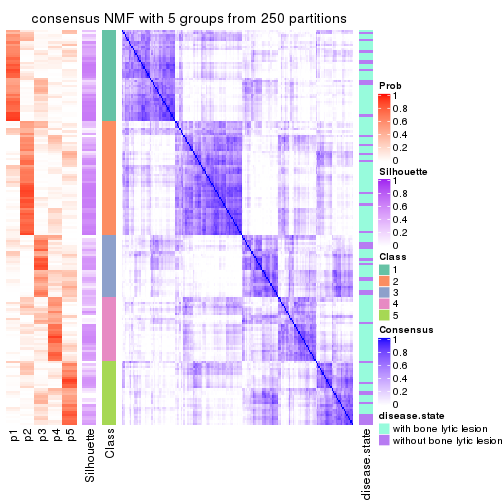 consensus NMF with 5 groups from 250 partitions
Prob
1
0.8
0.6
0.4
0.2
0
Silhouette
1
0.8
0.6
0.4
0.2
0
Class
1
2
3
4
5
Consensus
1
0.8
0.6
0.4
0.2
0
disease.state
with bone lytic lesion
without bone lytic lesion
p1
p2
p3
p4
p5
Silhouette
Class
disease.state